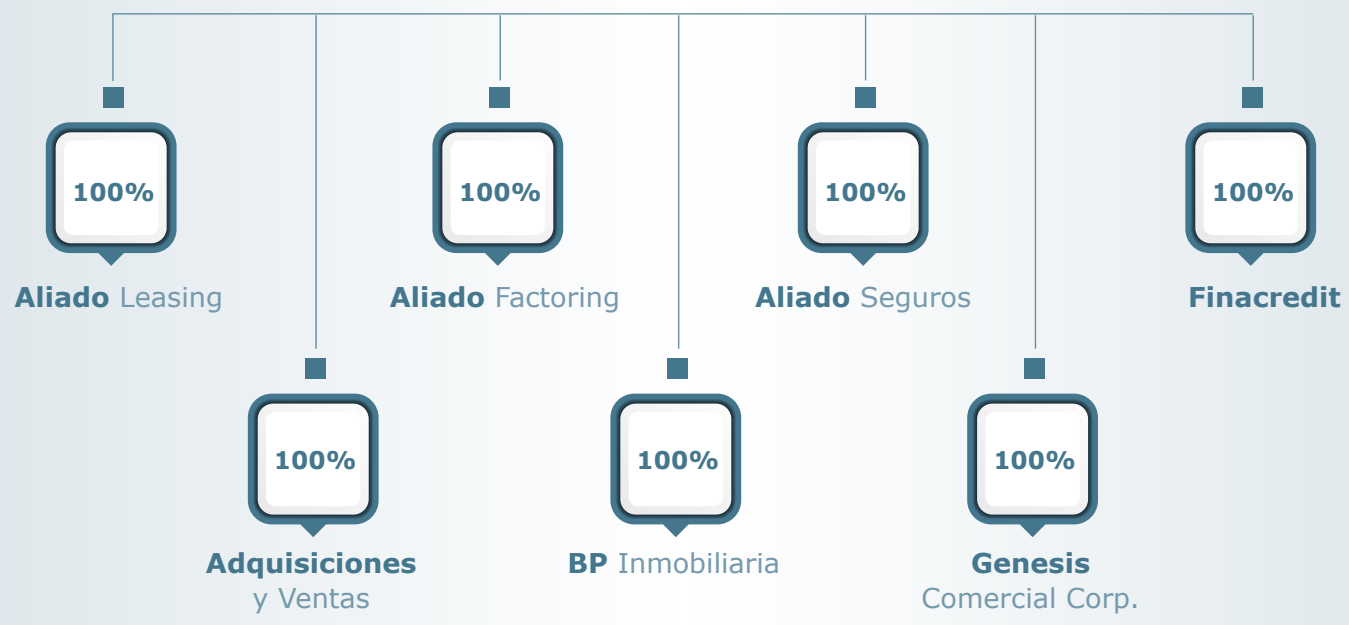 100%
100%
100%
100%
Aliado Leasing
Aliado Factoring
Aliado Seguros
Finacredit
100%
100%
100%
Adquisiciones
y Ventas
BP Inmobiliaria
Genesis
Comercial Corp.